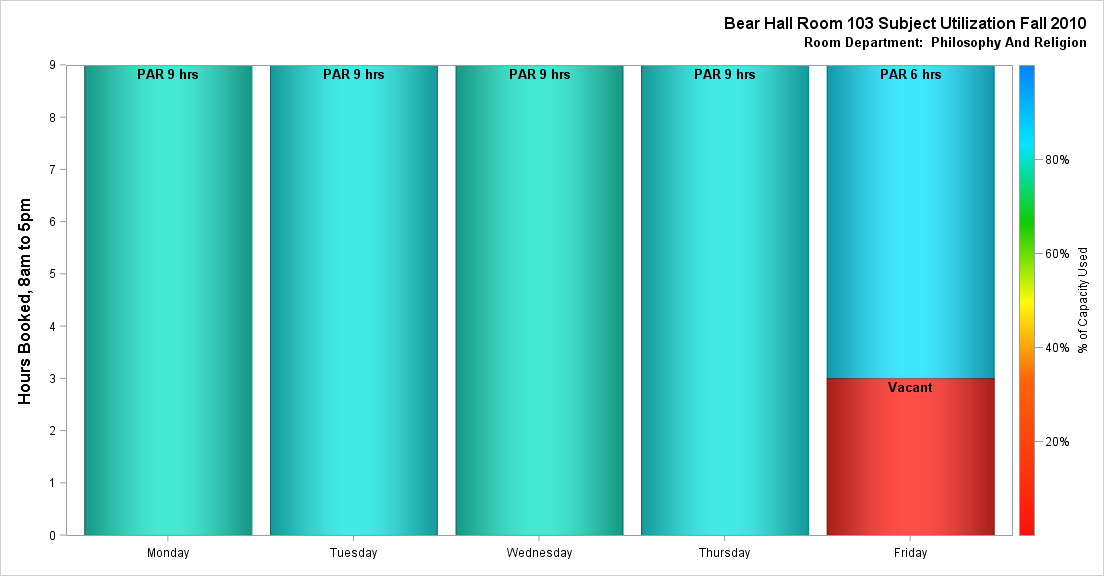 Bear Hall Room 103 Subject Utilization Fall 2010
Room Department:  Philosophy And Religion
Hours Booked, 8am to 5pm
9
8
7
6
5
4
3
2
1
0
PAR 9 hrs
PAR 9 hrs
PAR 9 hrs
PAR 9 hrs
PAR 6 hrs
Vacant
Monday
Tuesday
Wednesday
Thursday
Friday
80%
60%
40%
20%
% of Capacity Used